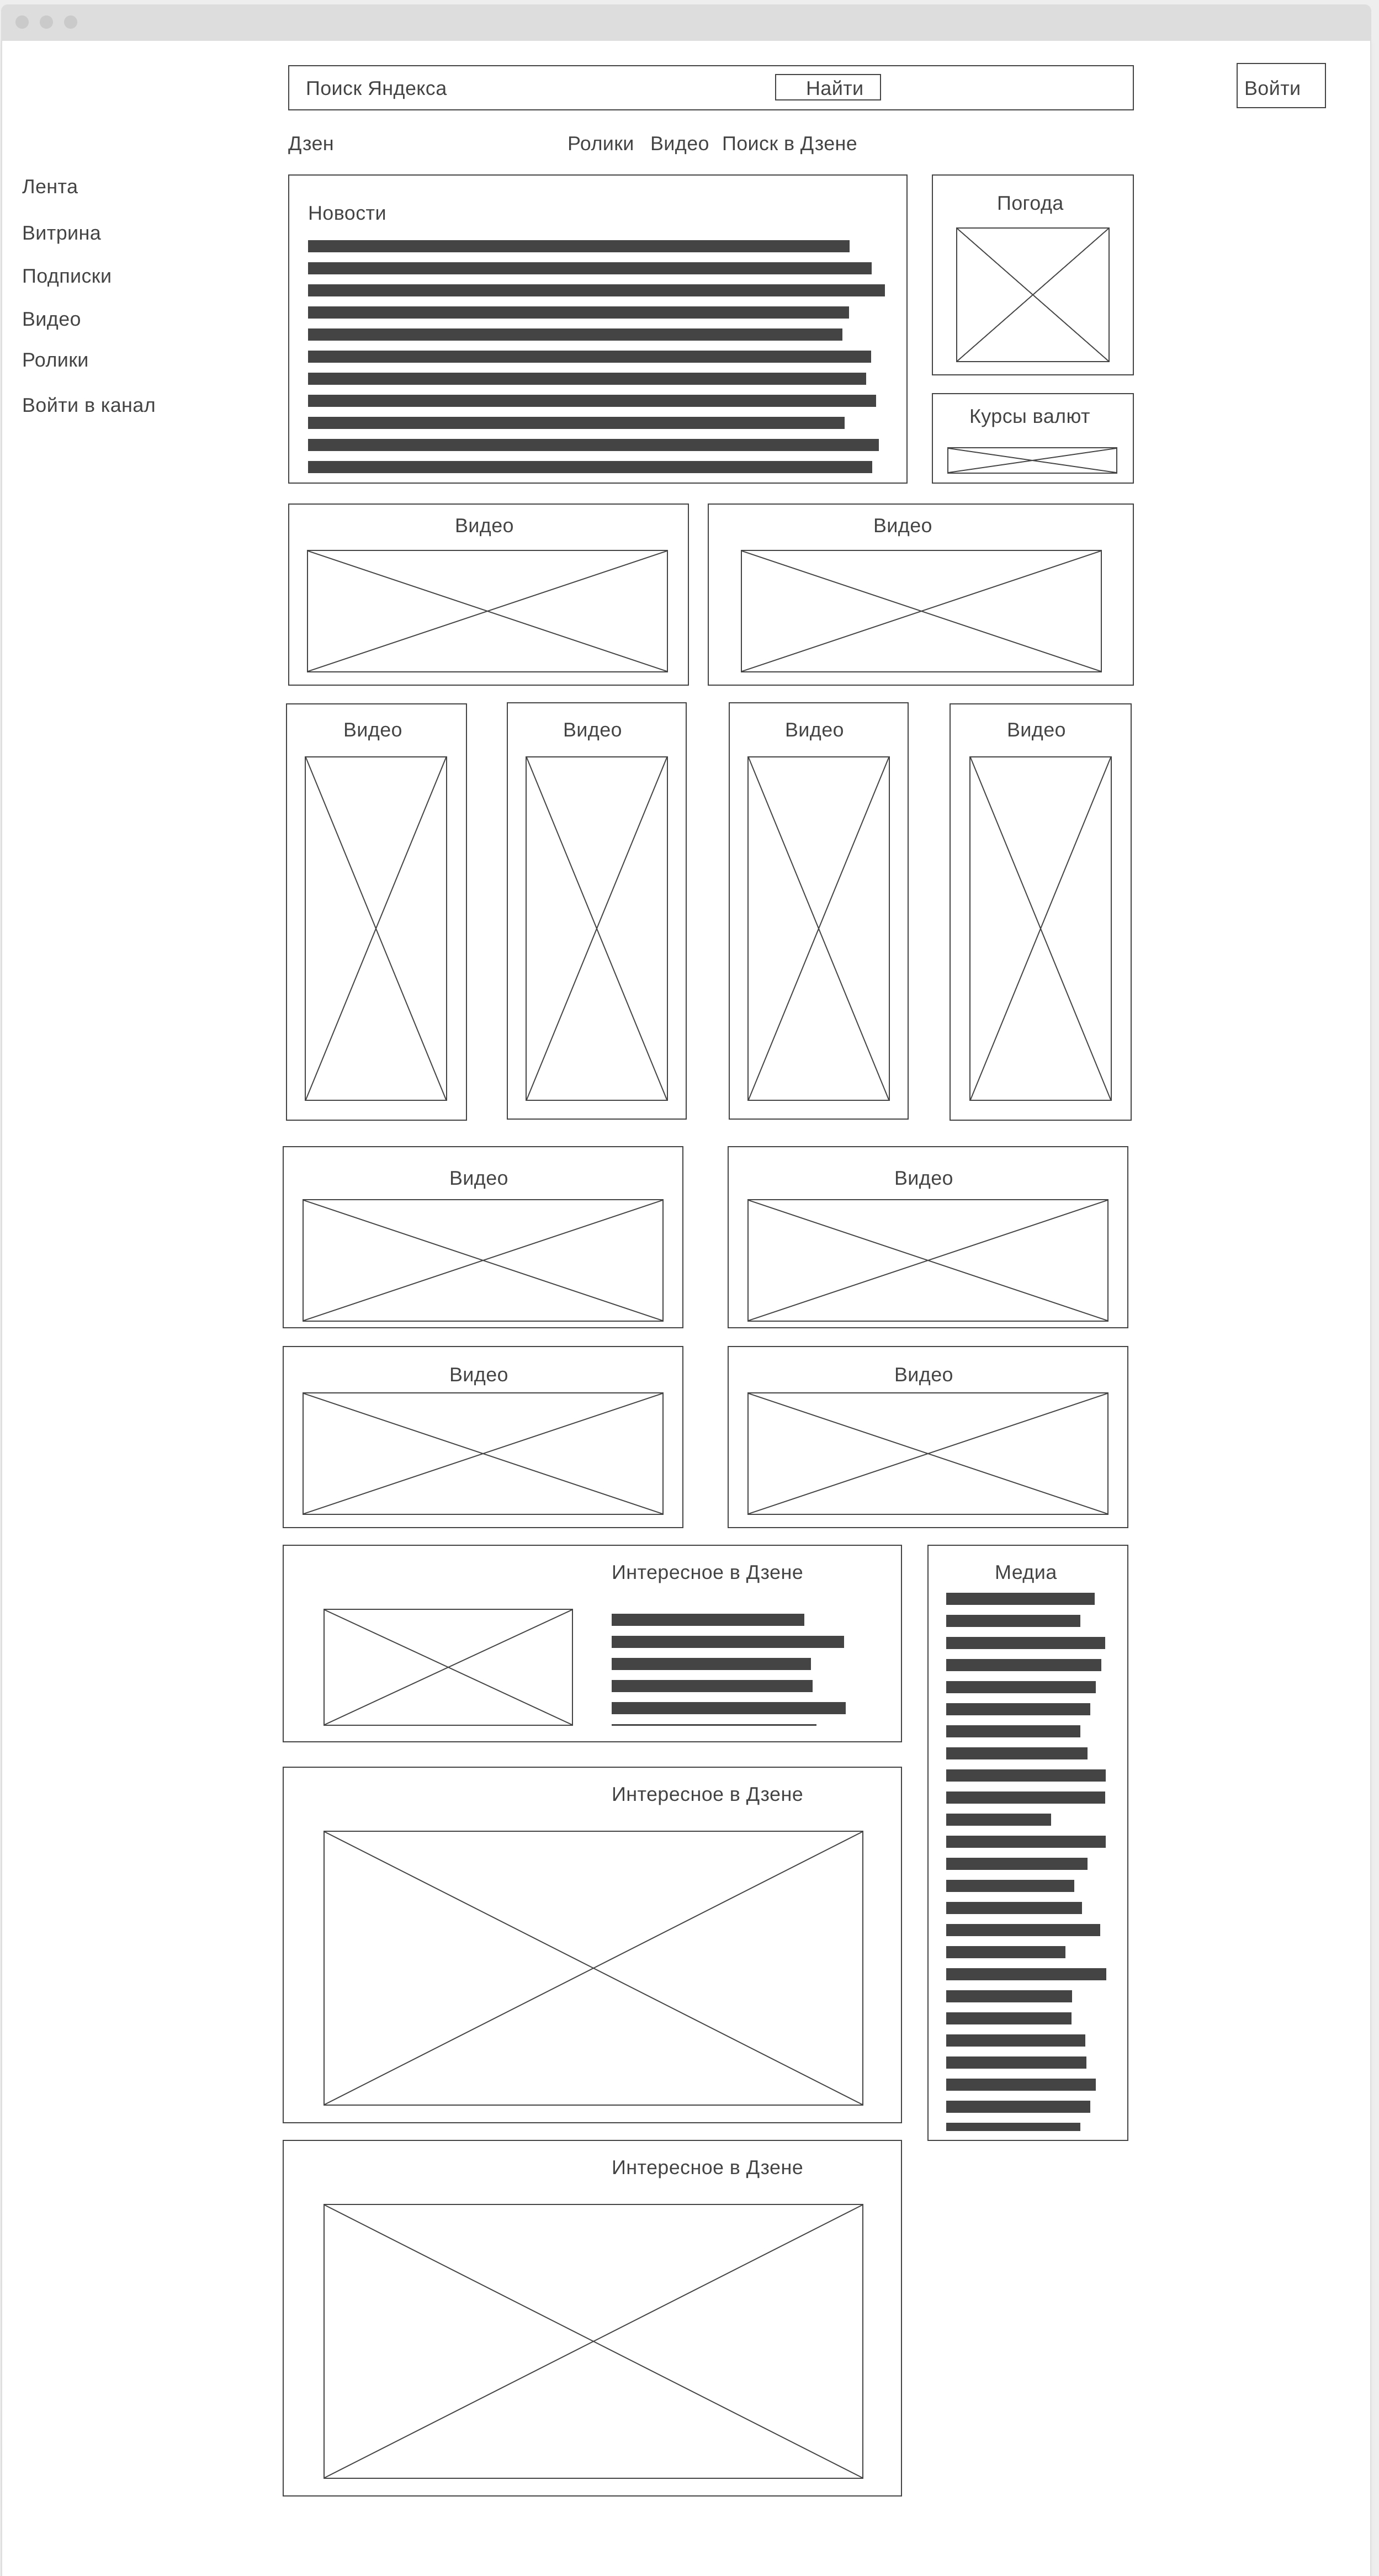 Поиск Яндекса
Найти
Войти
Дзен
Ролики Видео Поиск в Дзене
Лента
Витрина
Подписки
Видео
Ролики
Войти в канал
Новости
Погода
Курсы валют
Видео
Видео
Видео
Видео
Видео
Видео
Видео
Видео
Видео
Видео
Интересное в Дзене
Медиа
Интересное в Дзене
Интересное в Дзене